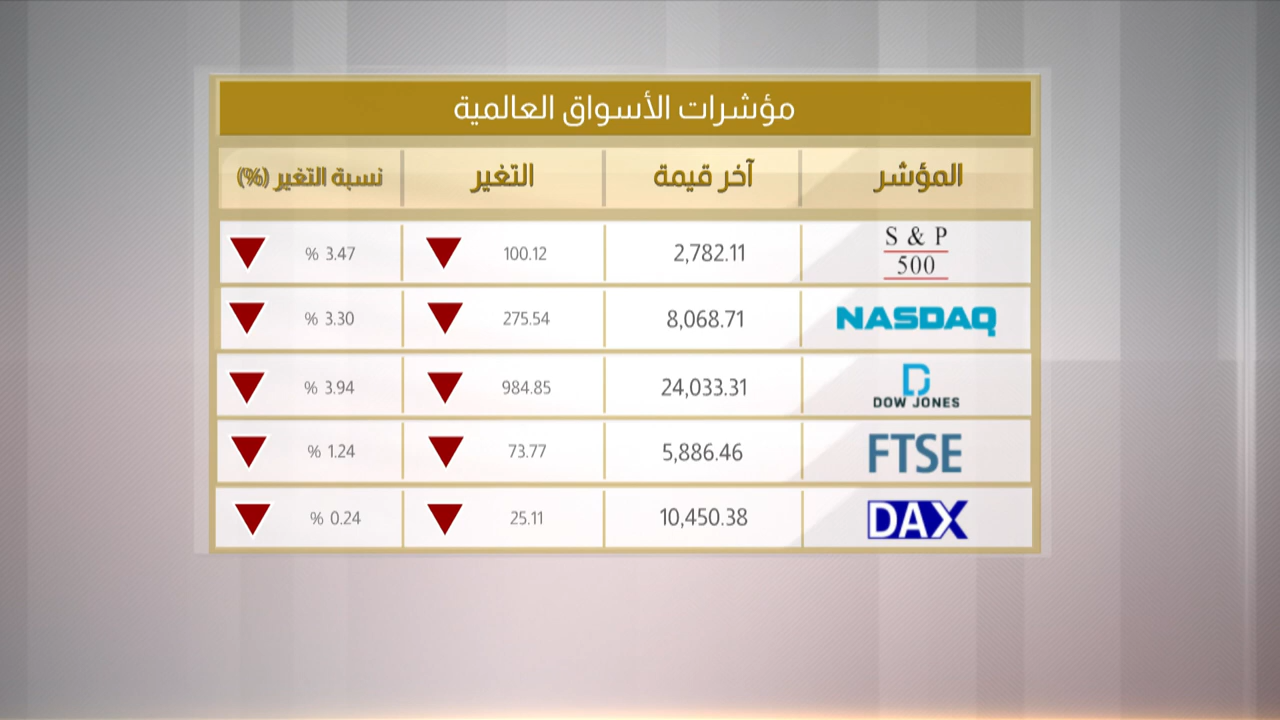 مؤشرات الأسواق العالمية
المؤشر آخر قيمة التغير نسبة التغير (%)
S & P 500 2,782.11 100.12 % 3.47
NASDAQ 8,068.71 275.54 % 3.30
DOW JONES 24,033.31 984.85 % 3.94
FTSE 5,886.46 73.77 % 1.24
DAX 10,450.38 25.11 % 0.24